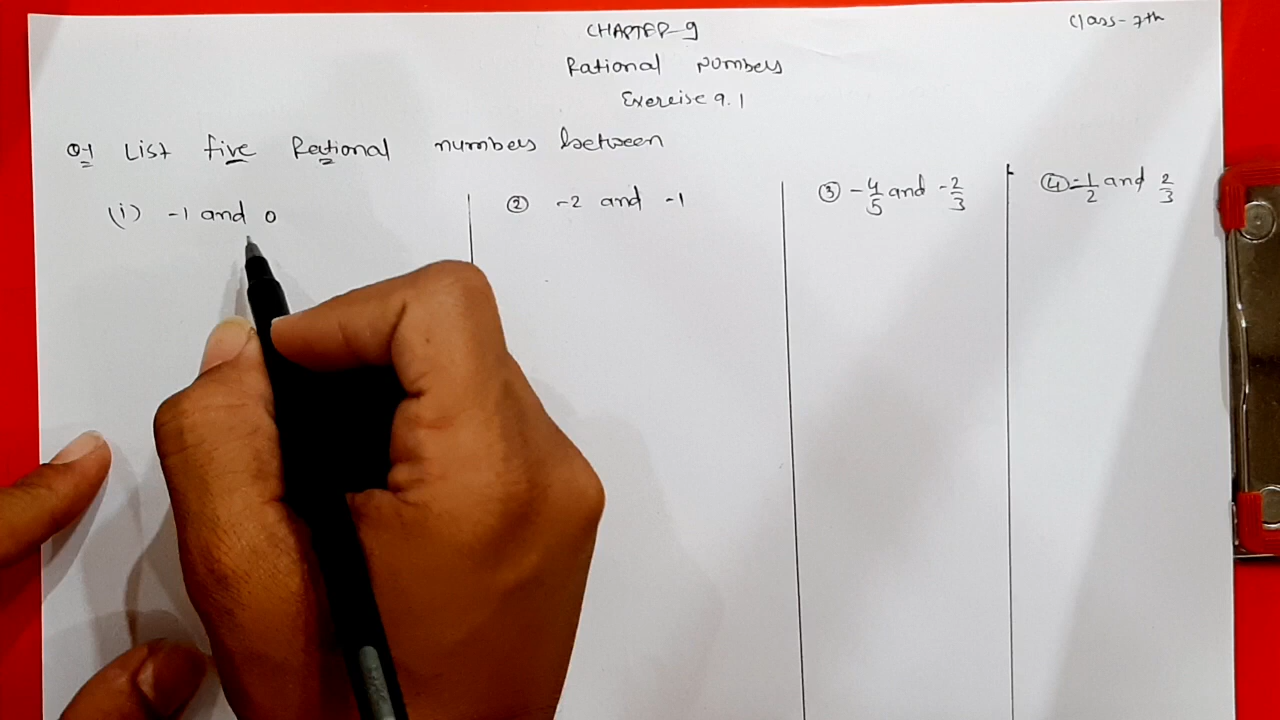 CHAPTER-9
Class-7th
Rational numbers
Exercise 9.1
Q-1 List five Rational numbers between
(i) -1 and 0
② -2 and -1
③ -4/5 and -2/3
④ -1/2 and 2/3